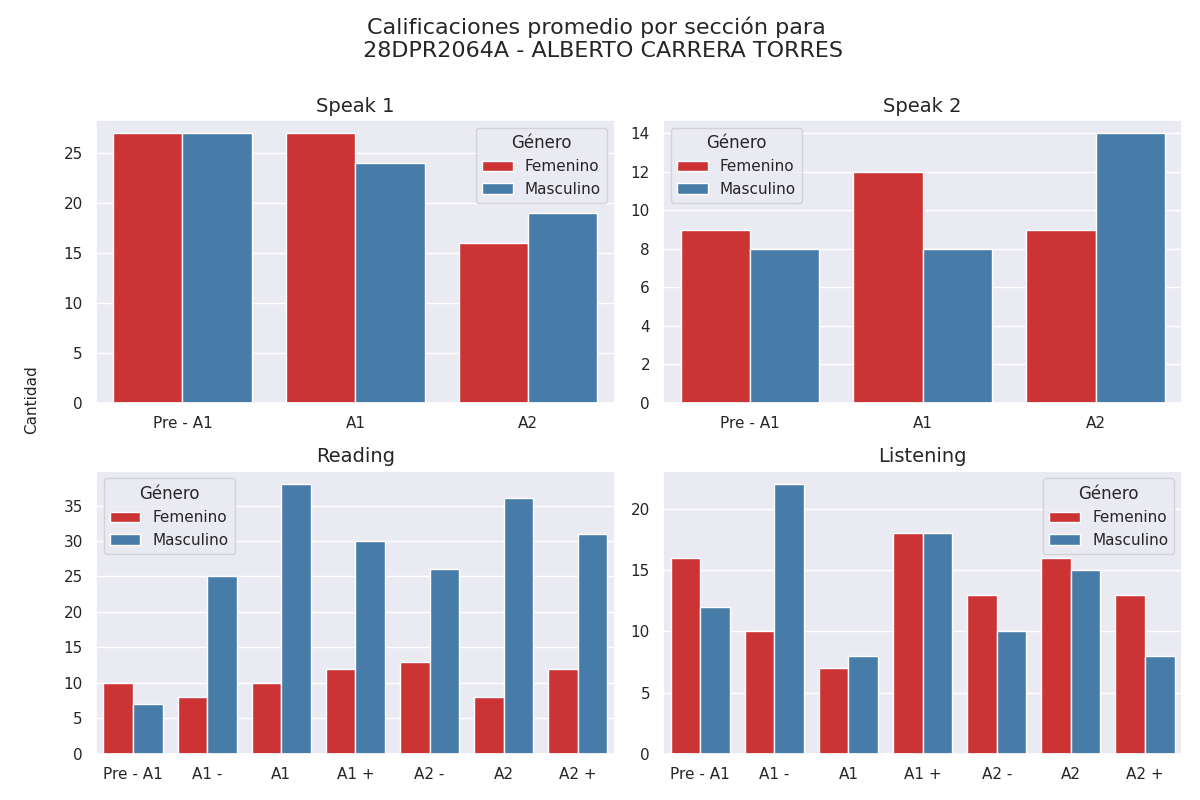 Calificaciones promedio por sección para
28DPR2064A - ALBERTO CARRERA TORRES
Cantidad
Speak 1
25
20
15
10
5
0
Género
Femenino
Masculino
Pre - A1 A1 A2
Speak 2
14
12
10
8
6
4
2
0
Género
Femenino
Masculino
Pre - A1 A1 A2
Reading
35
30
25
20
15
10
5
0
Género
Femenino
Masculino
Pre - A1 A1 - A1 A1 + A2 - A2 A2 +
Listening
20
15
10
5
0
Género
Femenino
Masculino
Pre - A1 A1 - A1 A1 + A2 - A2 A2 +